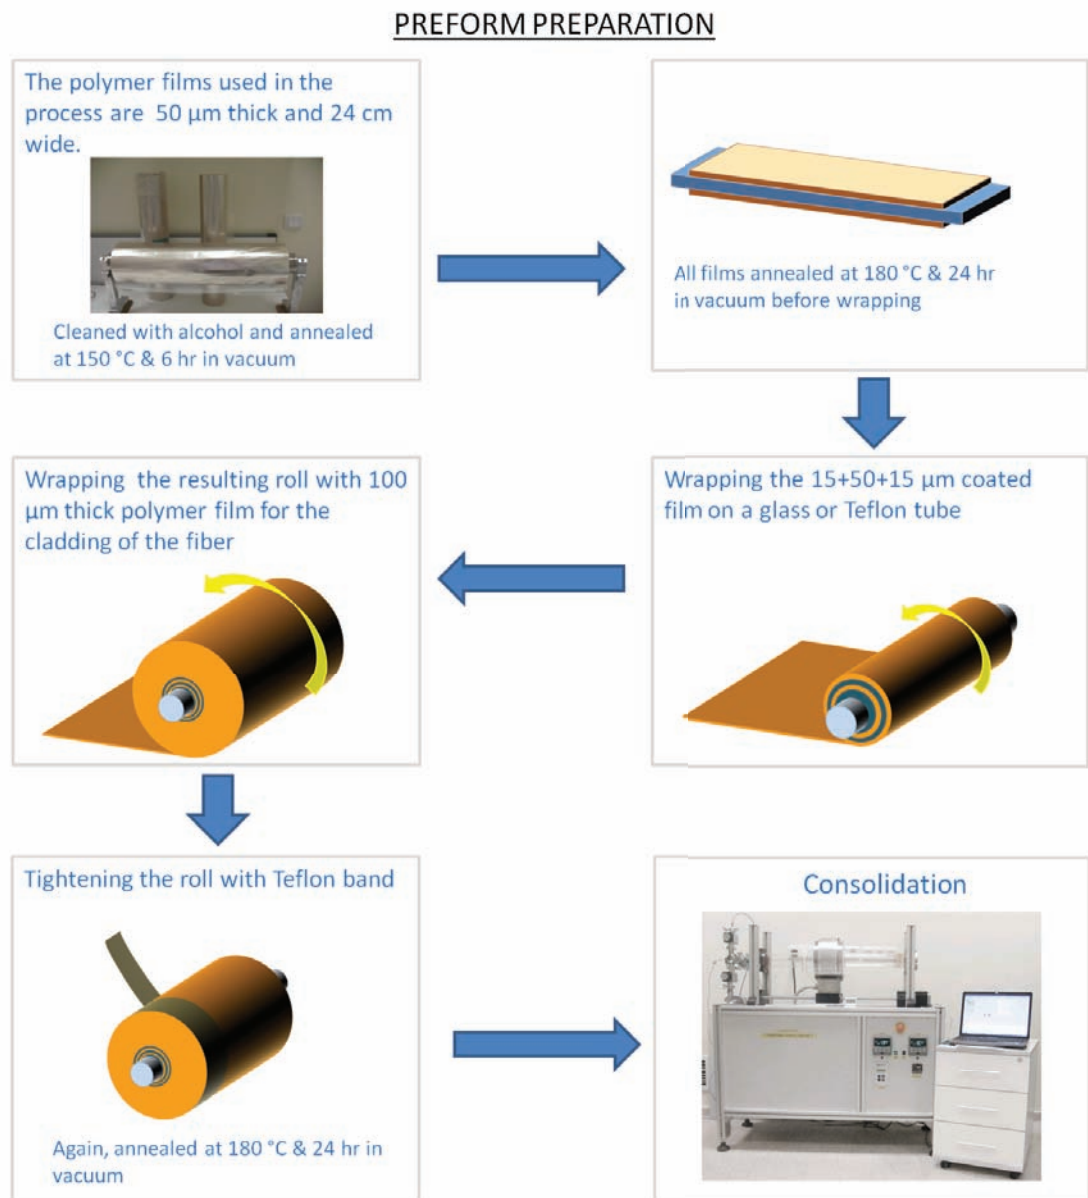 PREFORM PREPARATION
The polymer films used in the
process are 50 µm thick and 24 cm
wide.
Cleaned with alcohol and annealed
at 150 °C & 6 hr in vacuum
All films annealed at 180 °C & 24 hr
in vacuum before wrapping
Wrapping the 15+50+15 µm coated
film on a glass or Teflon tube
Wrapping the resulting roll with 100
µm thick polymer film for the
cladding of the fiber
Tightening the roll with Teflon band
Again, annealed at 180 °C & 24 hr in
vacuum
Consolidation